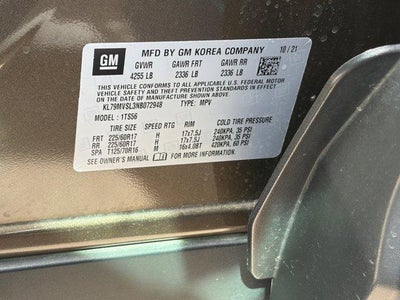 GM
MFD BY GM KOREA COMPANY 10/21
GVWR GAWR FRT GAWR RR
4255 LB 2336 LB 2336 LB
THIS VEHICLE CONFORMS TO ALL APPLICABLE U.S. FEDERAL MOTOR
VEHICLE SAFETY AND THEFT PREVENTION STANDARDS IN EFFECT
ON THE DATE OF MANUFACTURE SHOWN ABOVE.
KL79MVSL3NB072948 TYPE: MPV
MODEL: 1TS56
TIRE SIZE SPEED RTG RIM COLD TIRE PRESSURE
FRT 225/60R17 H 17x7.5J 240KPA, 35 PSI
RR 225/60R17 H 17x7.5J 240KPA, 35 PSI
SPA T125/70R16 M 16x4.0BT 420KPA, 60 PSI
SEE OWNER'S MANUAL FOR MORE INFORMATION.